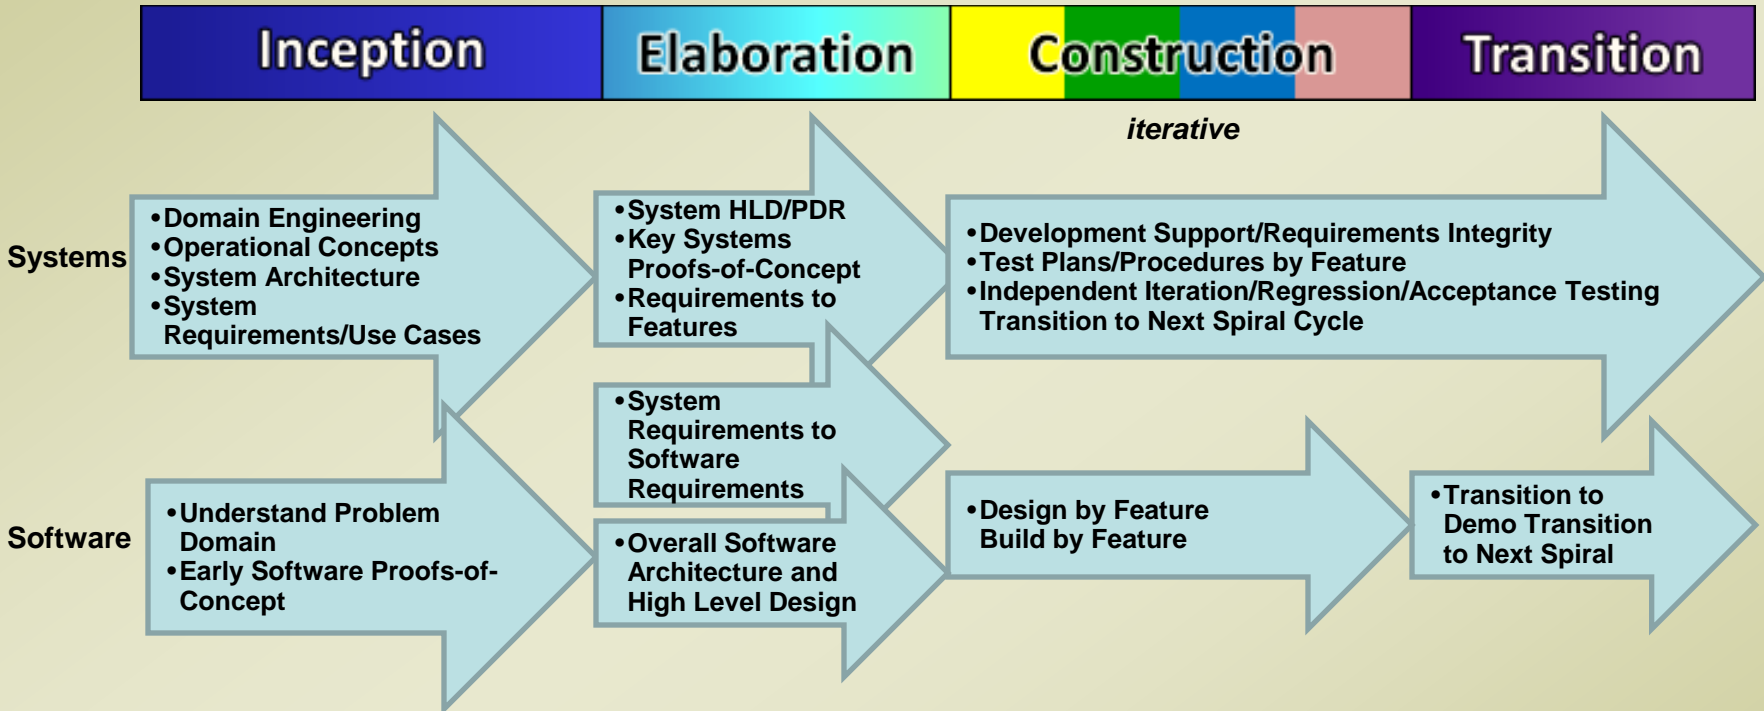 Inception
Elaboration
Construction
Transition
iterative
Systems
•Domain Engineering
•Operational Concepts
•System Architecture
•System
Requirements/Use Cases
•System HLD/PDR
•Key Systems
Proofs-of-Concept
•Requirements to
Features
•Development Support/Requirements Integrity
•Test Plans/Procedures by Feature
•Independent Iteration/Regression/Acceptance Testing
Transition to Next Spiral Cycle
•System
Requirements to
Software
Requirements
Software
•Understand Problem
Domain
•Early Software Proofs-of-
Concept
•Overall Software
Architecture and
High Level Design
•Design by Feature
Build by Feature
•Transition to
Demo Transition
to Next Spiral